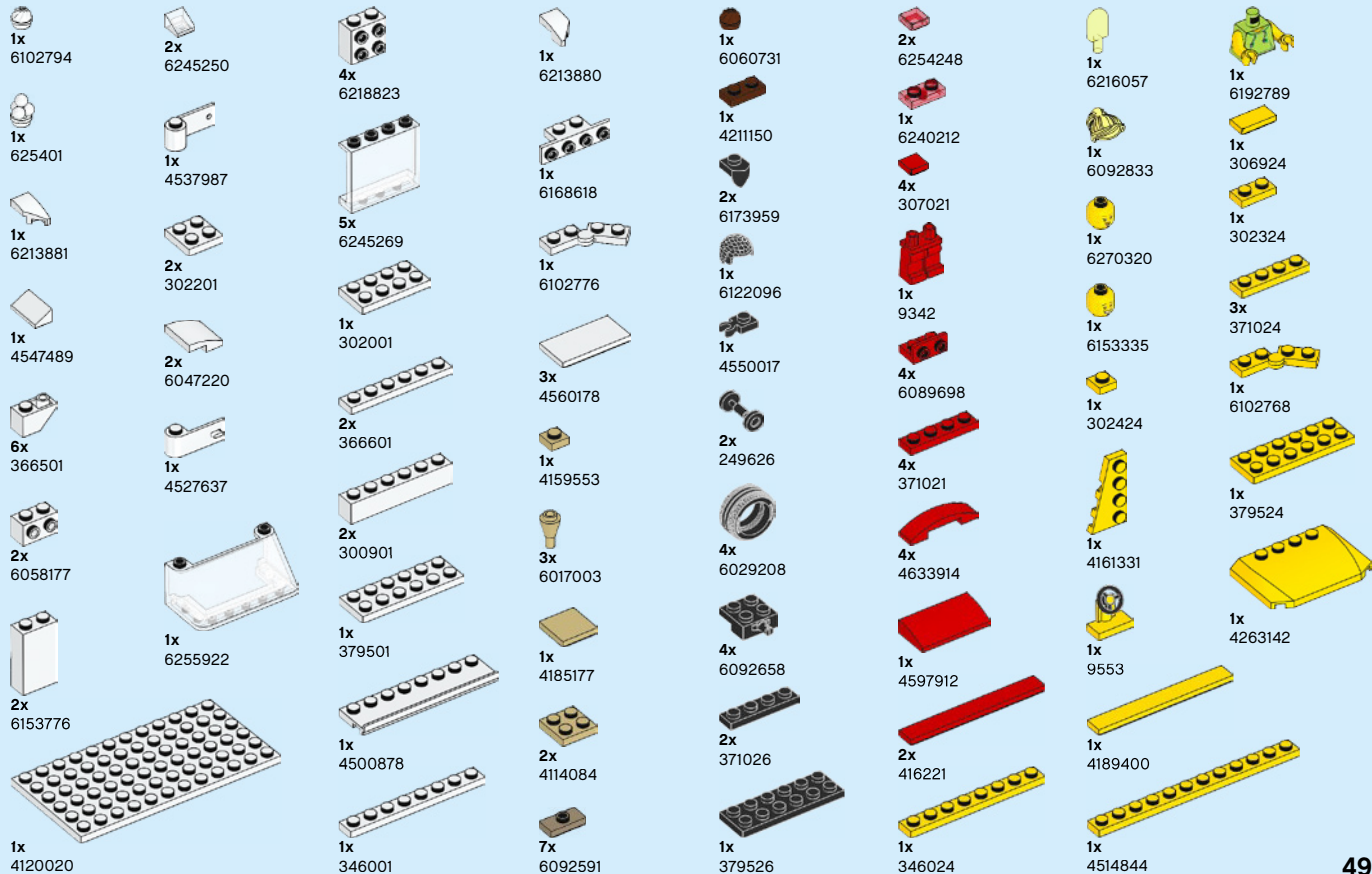 1x
6102794
1x
625401
1x
6213881
1x
4547489
6x
366501
2x
6058177
2x
6153776
1x
4120020
2x
6245250
1x
4537987
2x
302201
2x
6047220
1x
4527637
1x
6255922
4x
6218823
5x
6245269
1x
302001
2x
366601
2x
300901
1x
379501
1x
4500878
1x
346001
1x
6213880
1x
6168618
1x
6102776
3x
4560178
1x
4159553
3x
6017003
1x
4185177
2x
4114084
7x
6092591
1x
6060731
1x
4211150
2x
6173959
1x
6122096
1x
4550017
2x
249626
4x
6029208
4x
6092658
2x
371026
1x
379526
2x
6254248
1x
6240212
4x
307021
1x
9342
4x
6089698
4x
371021
4x
4633914
1x
4597912
2x
416221
1x
346024
1x
6216057
1x
6092833
1x
6270320
1x
6153335
1x
302424
1x
4161331
1x
9553
1x
4189400
1x
4514844
1x
6192789
1x
306924
1x
302324
3x
371024
1x
6102768
1x
379524
1x
4263142
49